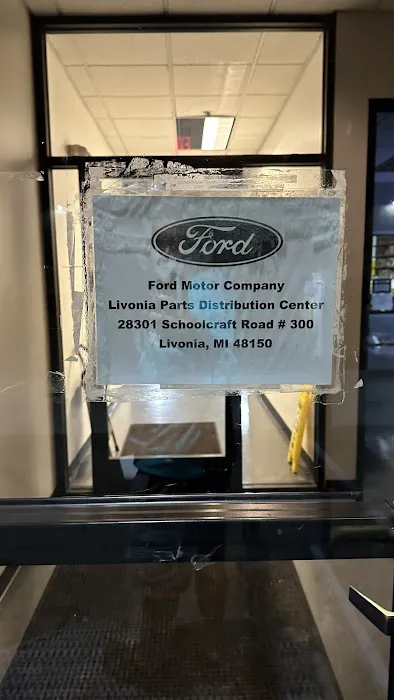 Ford
Ford Motor Company
Livonia Parts Distribution Center
28301 Schoolcraft Road # 300
Livonia, MI 48150